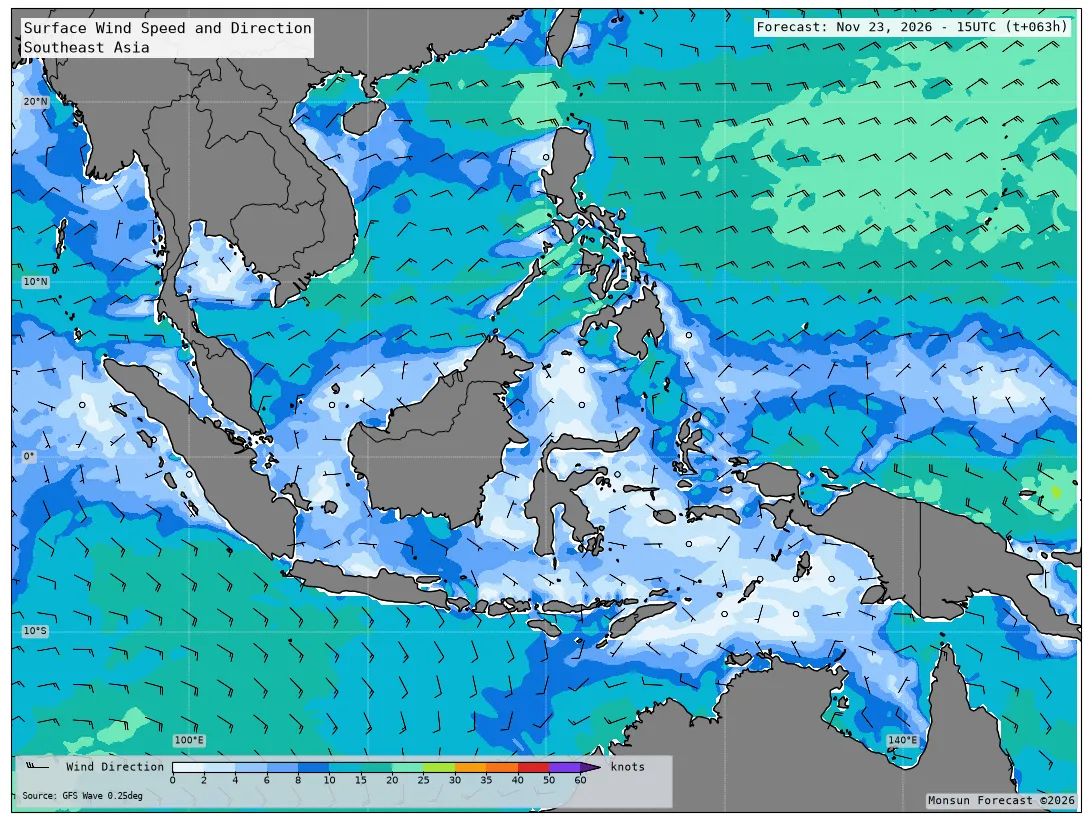 Surface Wind Speed and Direction
Southeast Asia
Forecast: Nov 23, 2026 - 15UTC (t+063h)
20°N
10°N
0°
10°S
100°E
140°E
Wind Direction
0 2 4 6 8 10 15 20 25 30 35 40 50 60
knots
Source: GFS Wave 0.25deg
Monsun Forecast ©2026